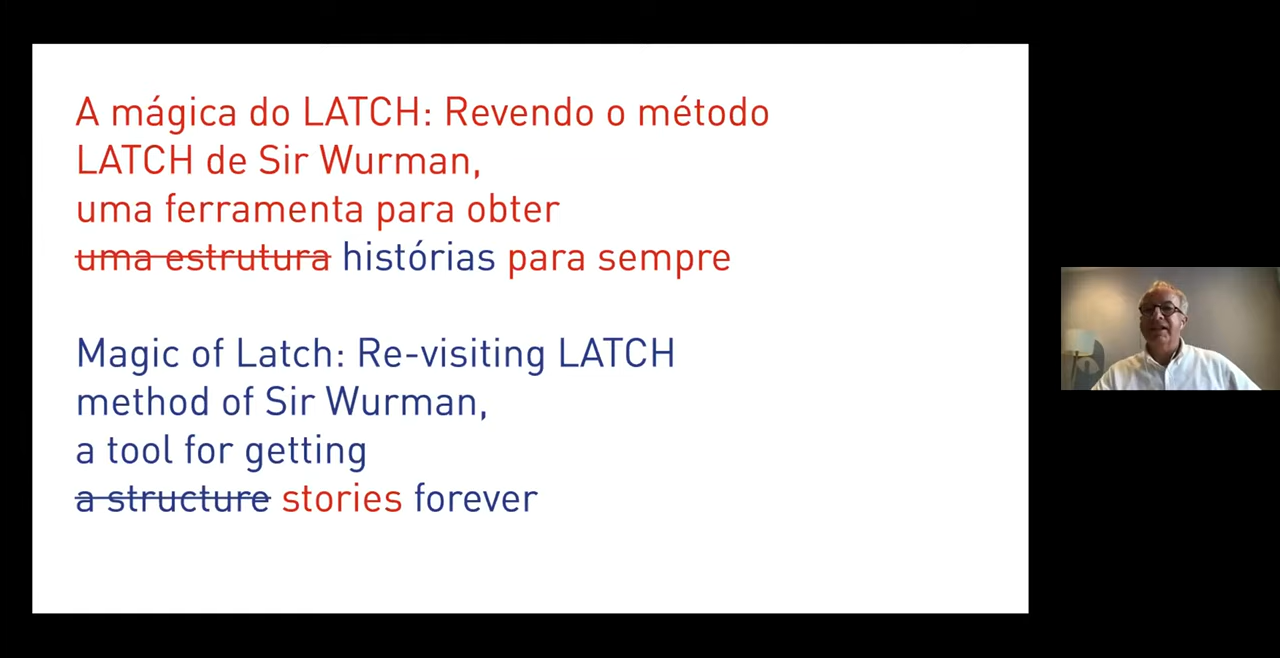 A mágica do LATCH: Revendo o método
LATCH de Sir Wurman,
uma ferramenta para obter
uma estrutura histórias para sempre
Magic of Latch: Re-visiting LATCH
method of Sir Wurman,
a tool for getting
a structure stories forever